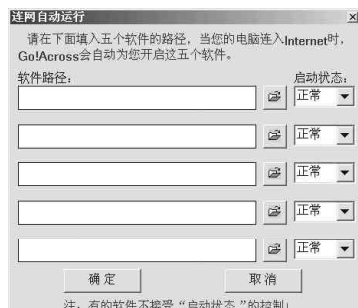 连网自动运行
请在下面填入五个软件的路径，当您的电脑连入Internet时，
Go!Across会自动为您开启这五个软件。
软件路径： 启动状态：
正常
正常
正常
正常
正常
确定 取消
注：有的软件不接受“启动状态”的控制！